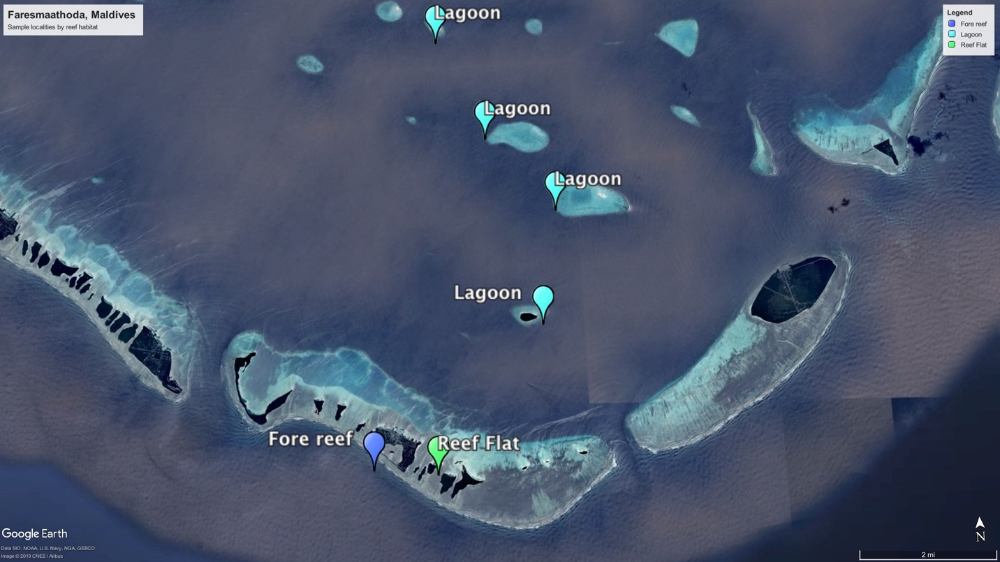 Faresmaathoda, Maldives
Sample localities by reef habitat
Legend
Fore reef
Lagoon
Reef Flat
Lagoon
Lagoon
Lagoon
Lagoon
Fore reef
Reef Flat
Google Earth
Data SIO, NOAA, U.S. Navy, NGA, GEBCO
Image © 2019 CNES / Airbus
N
2 mi